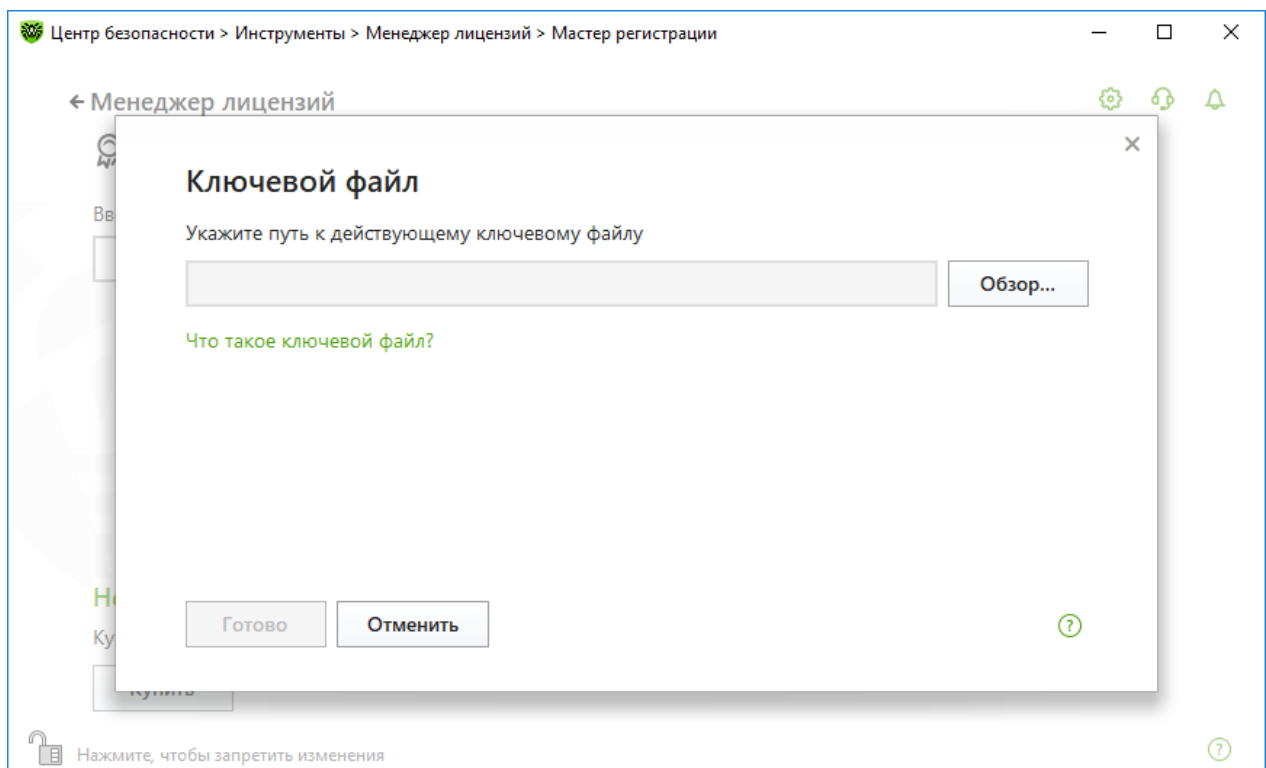 Центр безопасности > Инструменты > Менеджер лицензий > Мастер регистрации
Менеджер лицензий
Ключевой файл
Укажите путь к действующему ключевому файлу
Обзор...
Что такое ключевой файл?
Готово
Отменить
Купить
Нажмите, чтобы запретить изменения